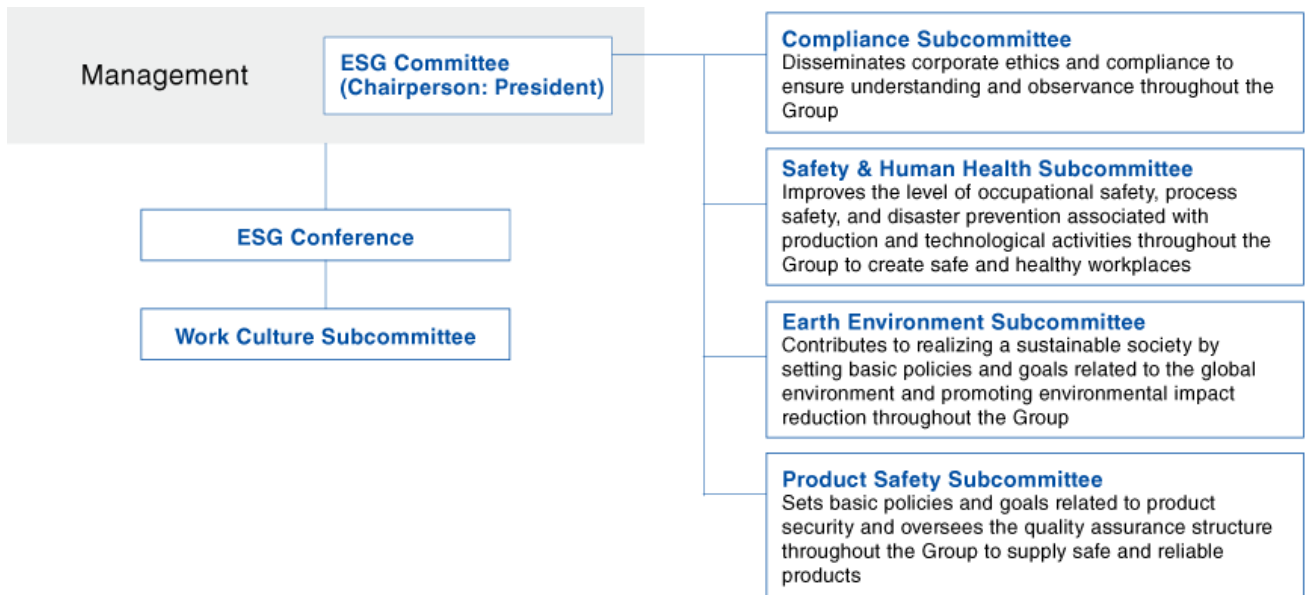 Management
ESG Committee
(Chairperson: President)
ESG Conference
Work Culture Subcommittee
Compliance Subcommittee
Disseminates corporate ethics and compliance to
ensure understanding and observance throughout the
Group
Safety & Human Health Subcommittee
Improves the level of occupational safety, process
safety, and disaster prevention associated with
production and technological activities throughout the
Group to create safe and healthy workplaces
Earth Environment Subcommittee
Contributes to realizing a sustainable society by
setting basic policies and goals related to the global
environment and promoting environmental impact
reduction throughout the Group
Product Safety Subcommittee
Sets basic policies and goals related to product
security and oversees the quality assurance structure
throughout the Group to supply safe and reliable
products